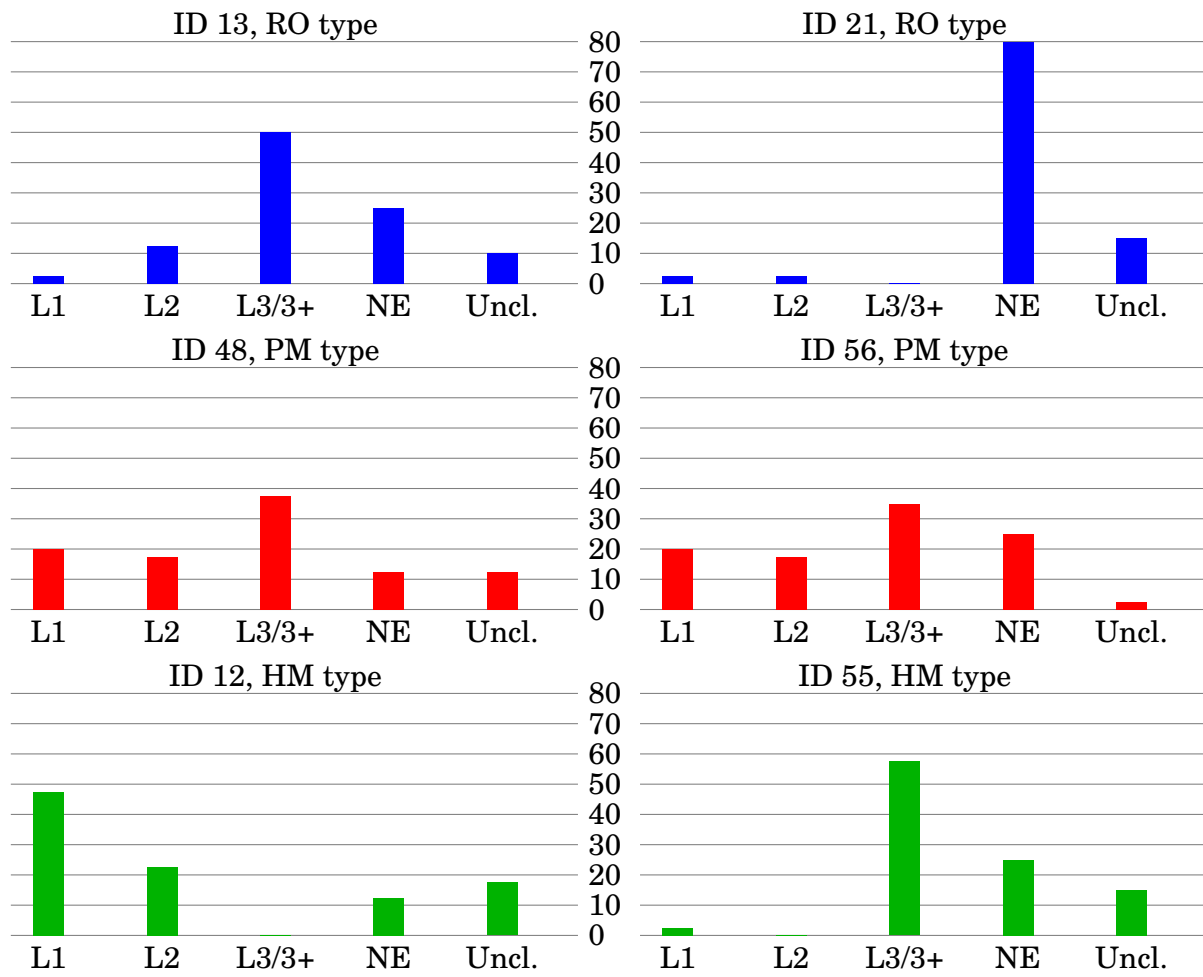 ID 13, RO type
80
70
60
50
40
30
20
10
0
L1 L2 L3/3+ NE Uncl.
ID 21, RO type
L1 L2 L3/3+ NE Uncl.
ID 48, PM type
80
70
60
50
40
30
20
10
0
L1 L2 L3/3+ NE Uncl.
ID 56, PM type
L1 L2 L3/3+ NE Uncl.
ID 12, HM type
80
70
60
50
40
30
20
10
0
L1 L2 L3/3+ NE Uncl.
ID 55, HM type
L1 L2 L3/3+ NE Uncl.